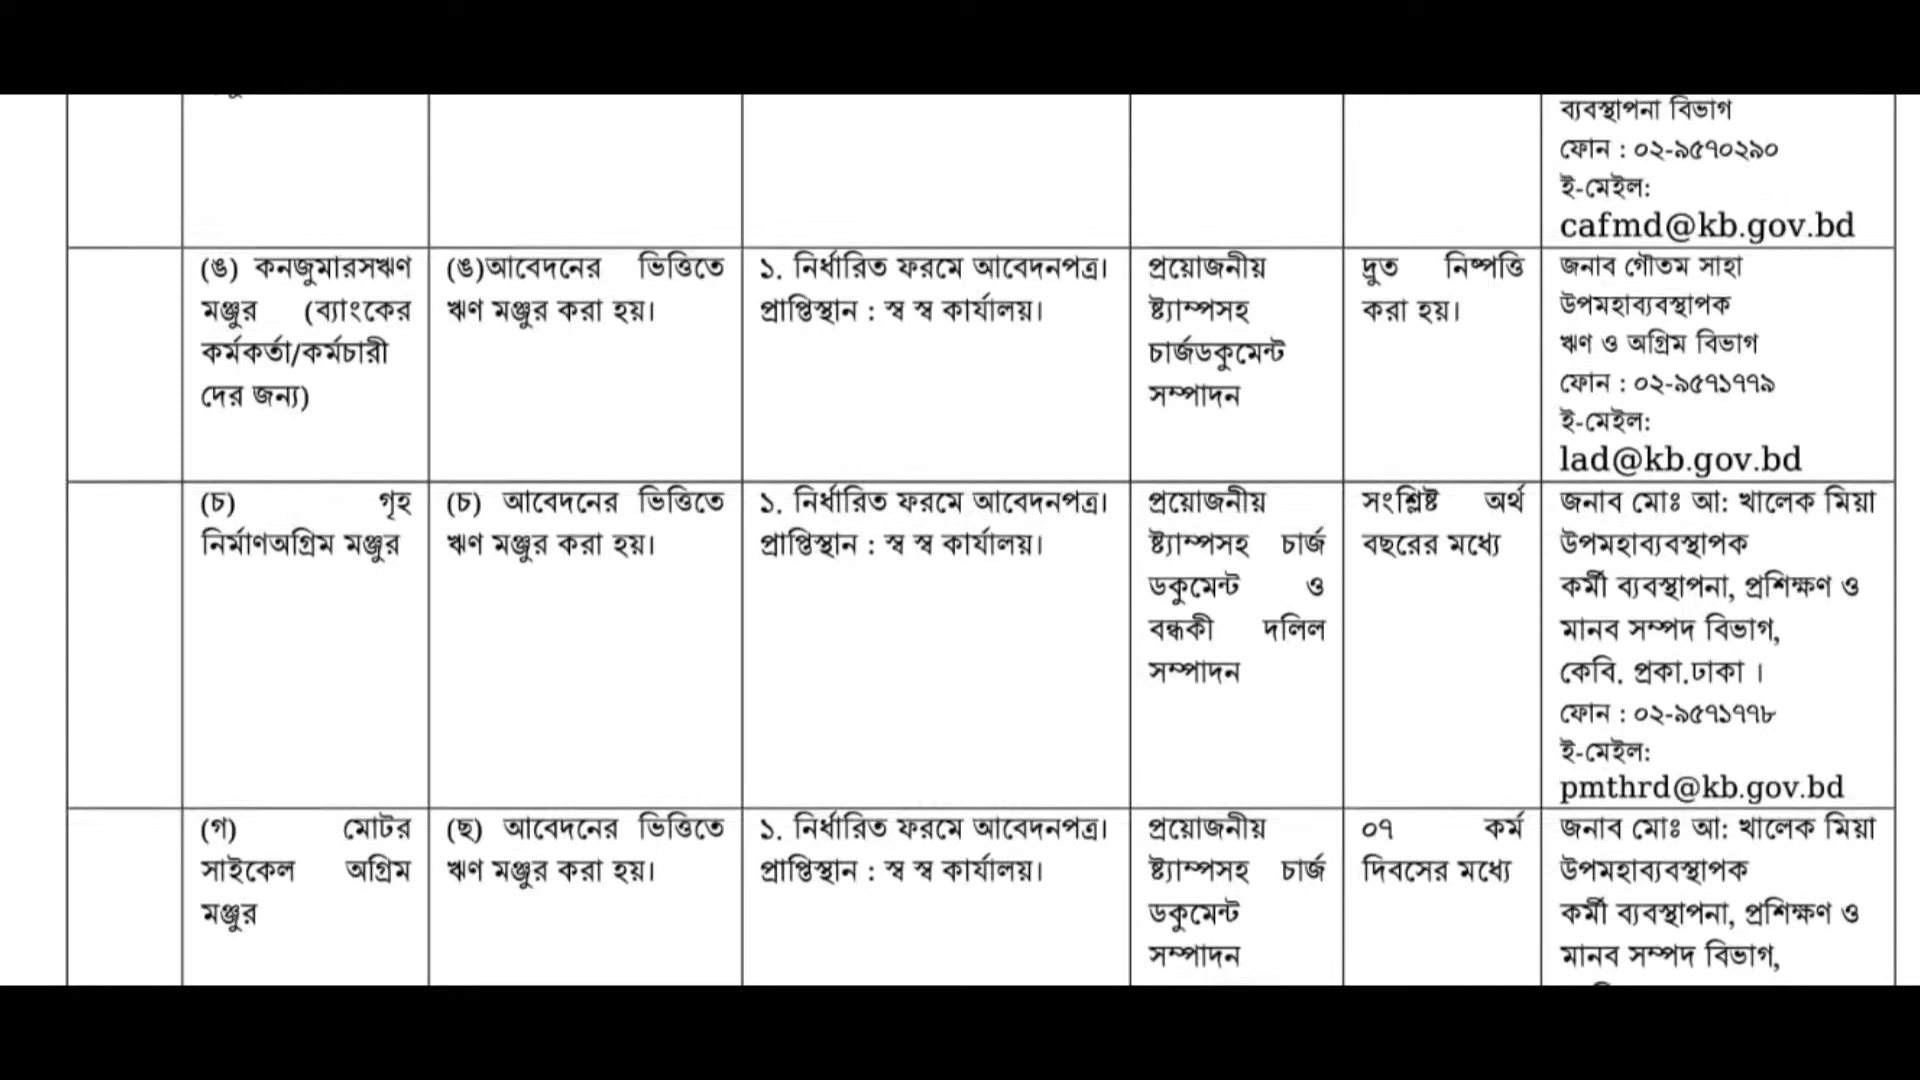 ব্যবস্থাপনা বিভাগ
ফোন : ০২-৯৫৭০২৯০
ই-মেইল:
cafmd@kb.gov.bd
(ঙ) কনজুমারসঋণ
মঞ্জুর (ব্যাংকের
কর্মকর্তা/কর্মচারী
দের জন্য)
(ঙ)আবেদনের ভিত্তিতে
ঋণ মঞ্জুর করা হয়।
১. নির্ধারিত ফরমে আবেদনপত্র।
প্রাপ্তিস্থান : স্ব স্ব কার্যালয়।
প্রয়োজনীয়
ষ্ট্যাম্পসহ
চার্জডকুমেন্ট
সম্পাদন
দ্রুত নিষ্পত্তি
করা হয়।
জনাব গৌতম সাহা
উপমহাব্যবস্থাপক
ঋণ ও অগ্রিম বিভাগ
ফোন : ০২-৯৫৭১৭৭৯
ই-মেইল:
lad@kb.gov.bd
(চ) গৃহ
নির্মাণঅগ্রিম মঞ্জুর
(চ) আবেদনের ভিত্তিতে
ঋণ মঞ্জুর করা হয়।
১. নির্ধারিত ফরমে আবেদনপত্র।
প্রাপ্তিস্থান : স্ব স্ব কার্যালয়।
প্রয়োজনীয়
ষ্ট্যাম্পসহ চার্জ
ডকুমেন্ট ও
বন্ধকী দলিল
সম্পাদন
সংশ্লিষ্ট অর্থ
বছরের মধ্যে
জনাব মোঃ আ: খালেক মিয়া
উপমহাব্যবস্থাপক
কর্মী ব্যবস্থাপনা, প্রশিক্ষণ ও
মানব সম্পদ বিভাগ,
কেবি. প্রকা.ঢাকা ।
ফোন : ০২-৯৫৭১৭৭৮
ই-মেইল:
pmthrd@kb.gov.bd
(গ) মোটর
সাইকেল অগ্রিম
মঞ্জুর
(ছ) আবেদনের ভিত্তিতে
ঋণ মঞ্জুর করা হয়।
১. নির্ধারিত ফরমে আবেদনপত্র।
প্রাপ্তিস্থান : স্ব স্ব কার্যালয়।
প্রয়োজনীয়
ষ্ট্যাম্পসহ চার্জ
ডকুমেন্ট
সম্পাদন
০৭ কর্ম
দিবসের মধ্যে
জনাব মোঃ আ: খালেক মিয়া
উপমহাব্যবস্থাপক
কর্মী ব্যবস্থাপনা, প্রশিক্ষণ ও
মানব সম্পদ বিভাগ,